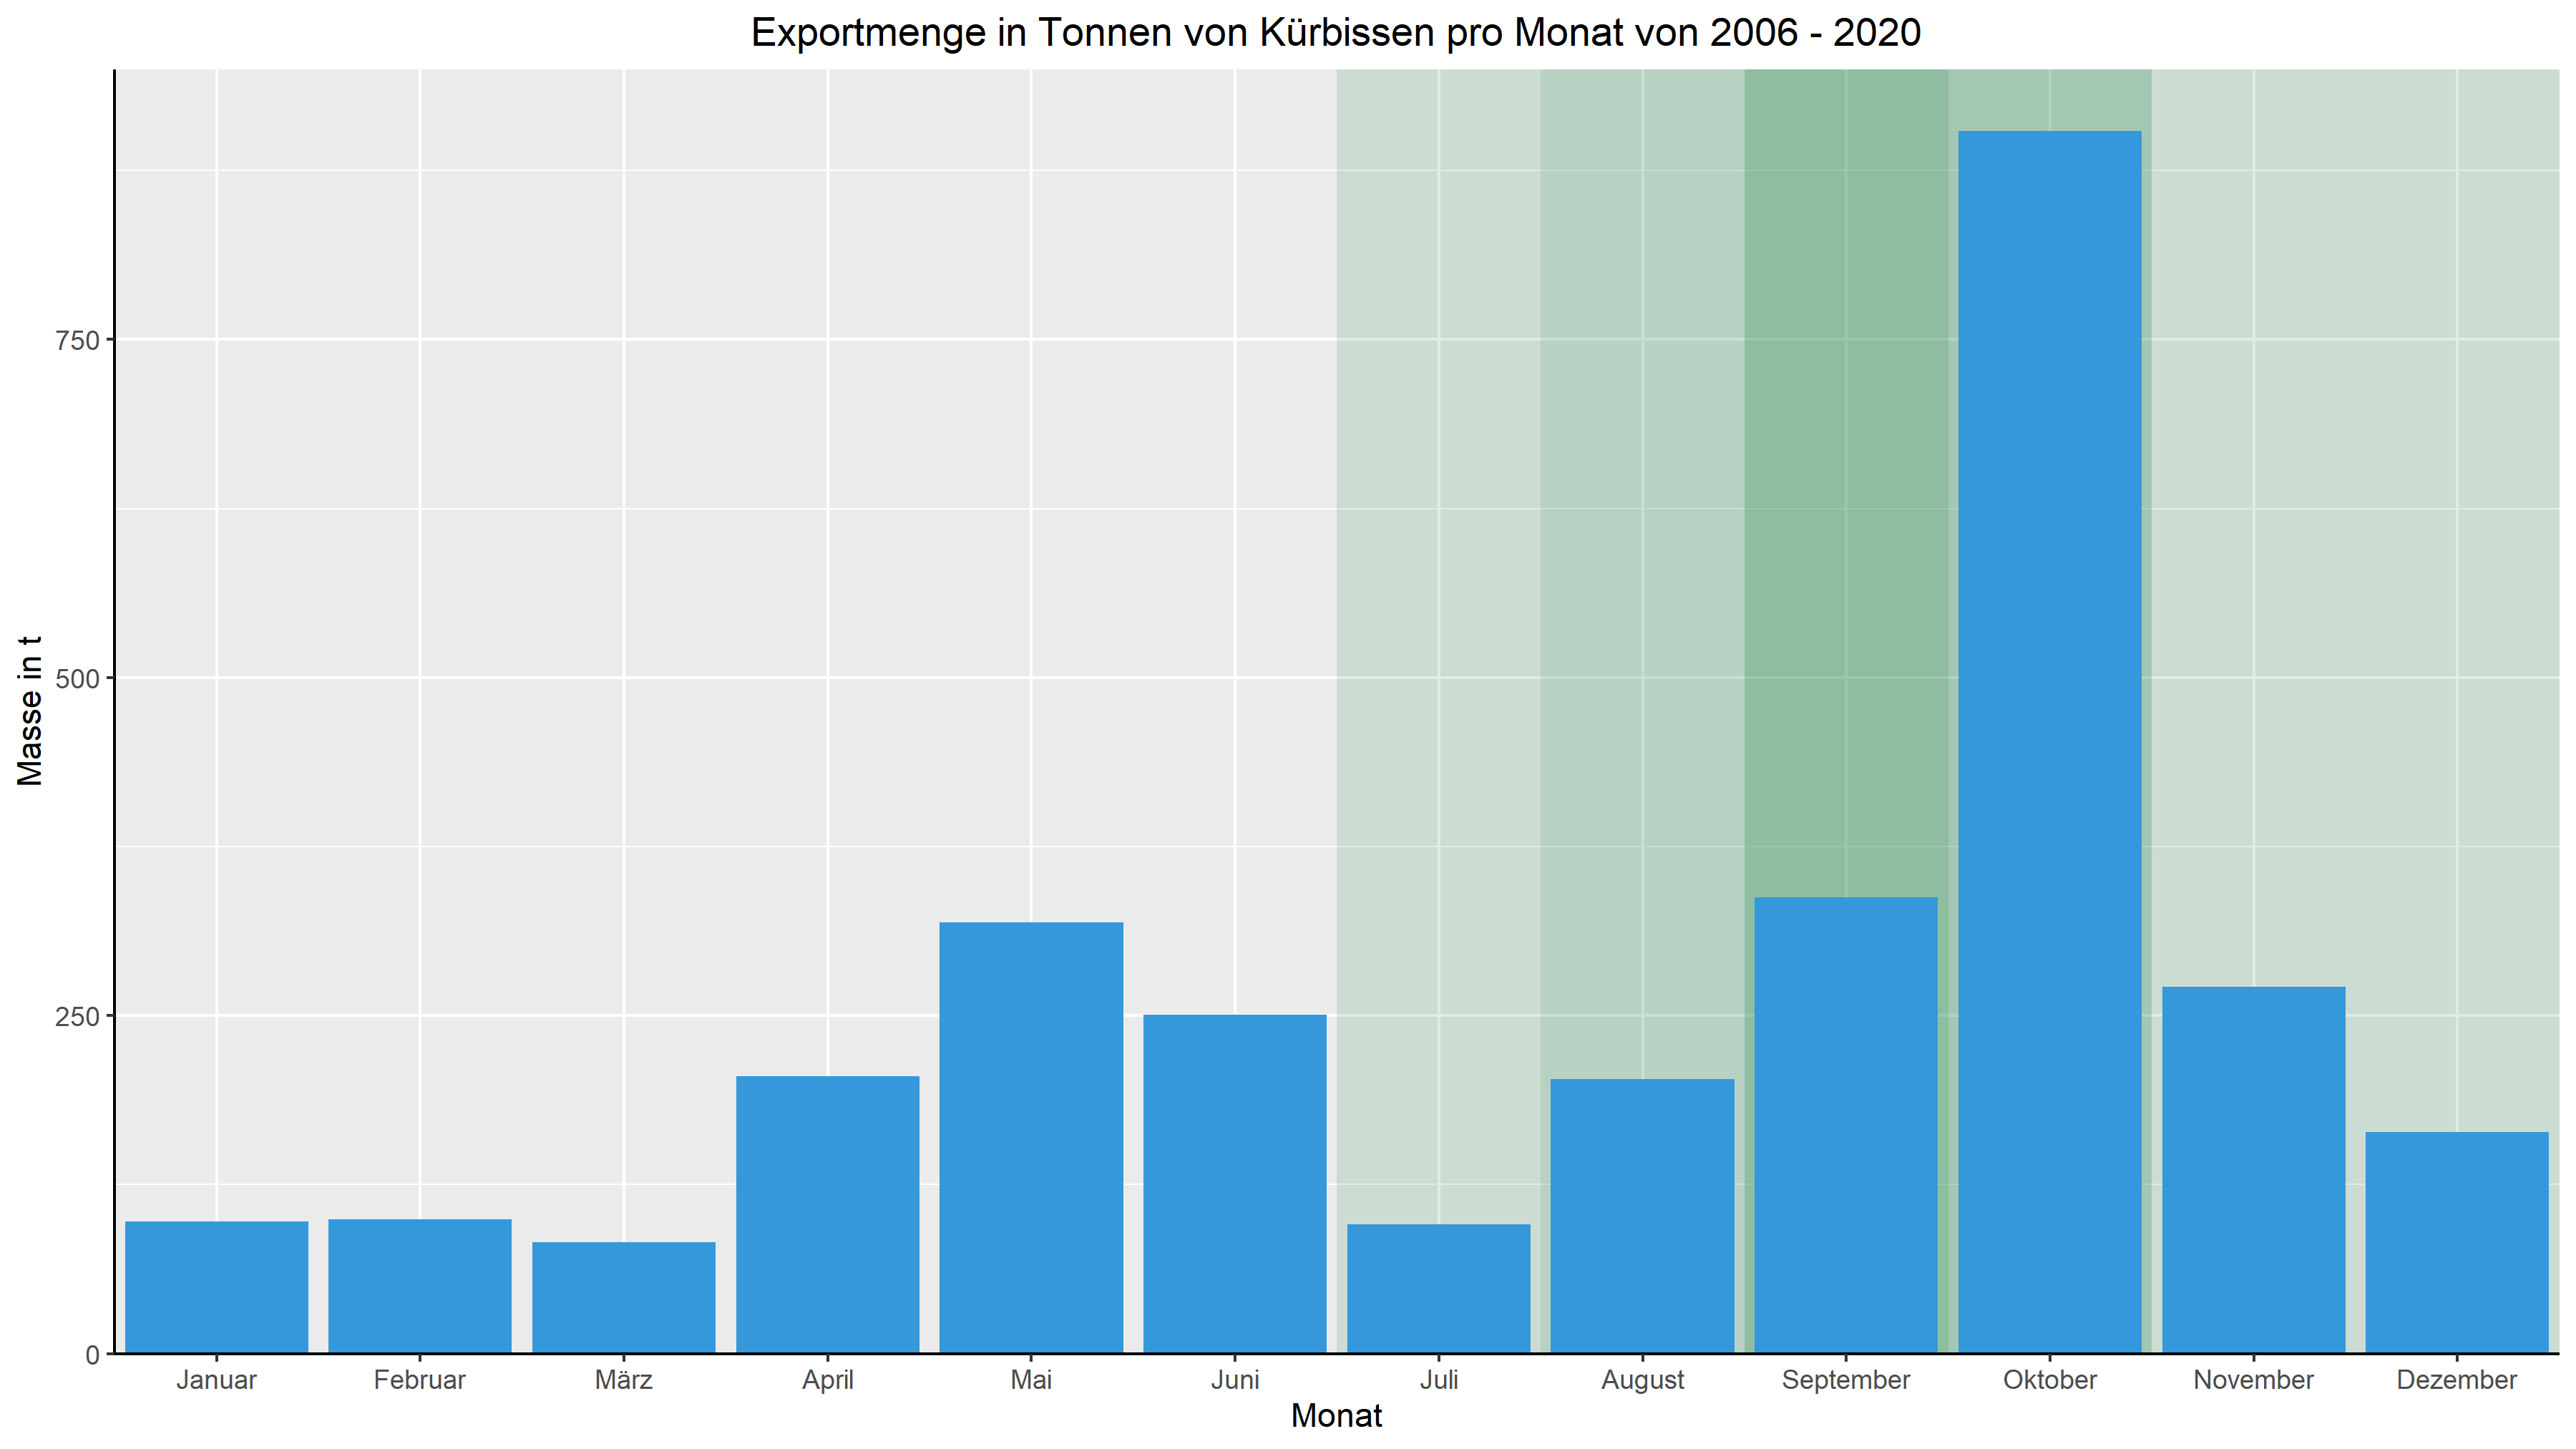 Exportmenge in Tonnen von Kürbissen pro Monat von 2006 - 2020
Masse in t
750
500
250
0
Januar Februar März April Mai Juni Juli August September Oktober November Dezember
Monat